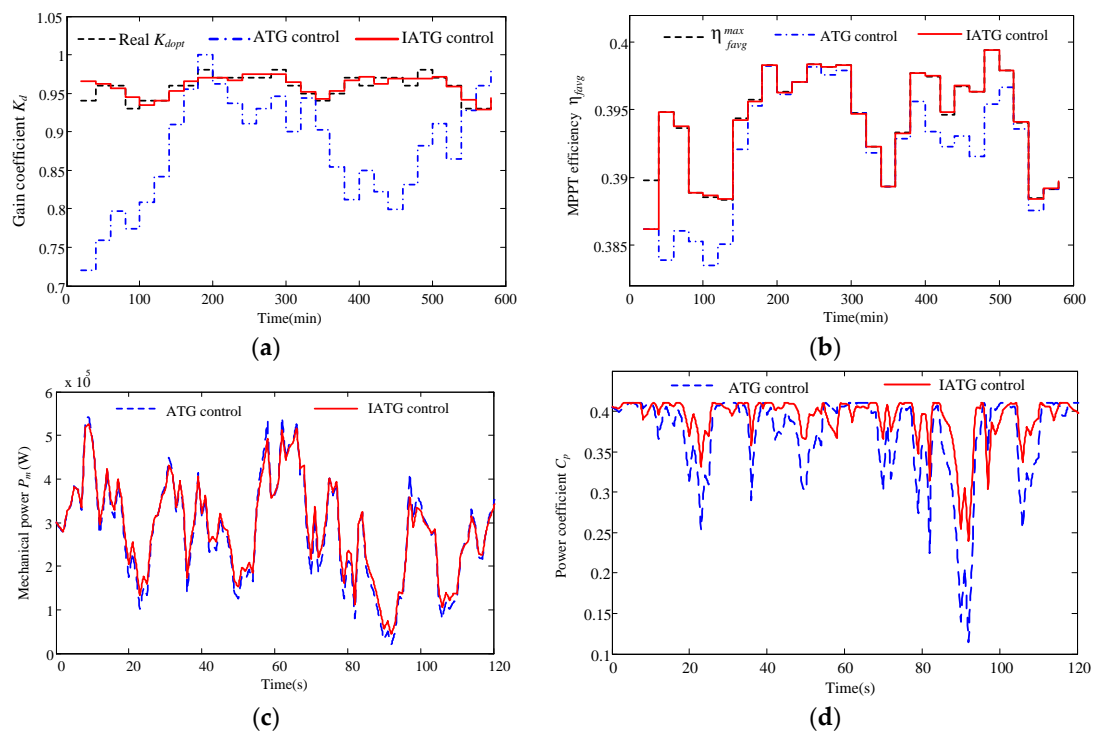 Real K_dopt ATG control IATG control
1
0.95
0.9
0.85
0.8
0.75
0.7
Gain coefficient K_d
0 100 200 300 400 500 600
Time(min)
(a)
η_favg^max ATG control IATG control
0.4
0.395
0.39
0.385
MPPT efficiency η_favg
0 100 200 300 400 500 600
Time(min)
(b)
x 10^5
ATG control IATG control
6
5
4
3
2
1
0
Mechanical power P_m (W)
0 20 40 60 80 100 120
Time(s)
(c)
ATG control IATG control
0.4
0.35
0.3
0.25
0.2
0.15
0.1
Power coefficient C_p
0 20 40 60 80 100 120
Time(s)
(d)